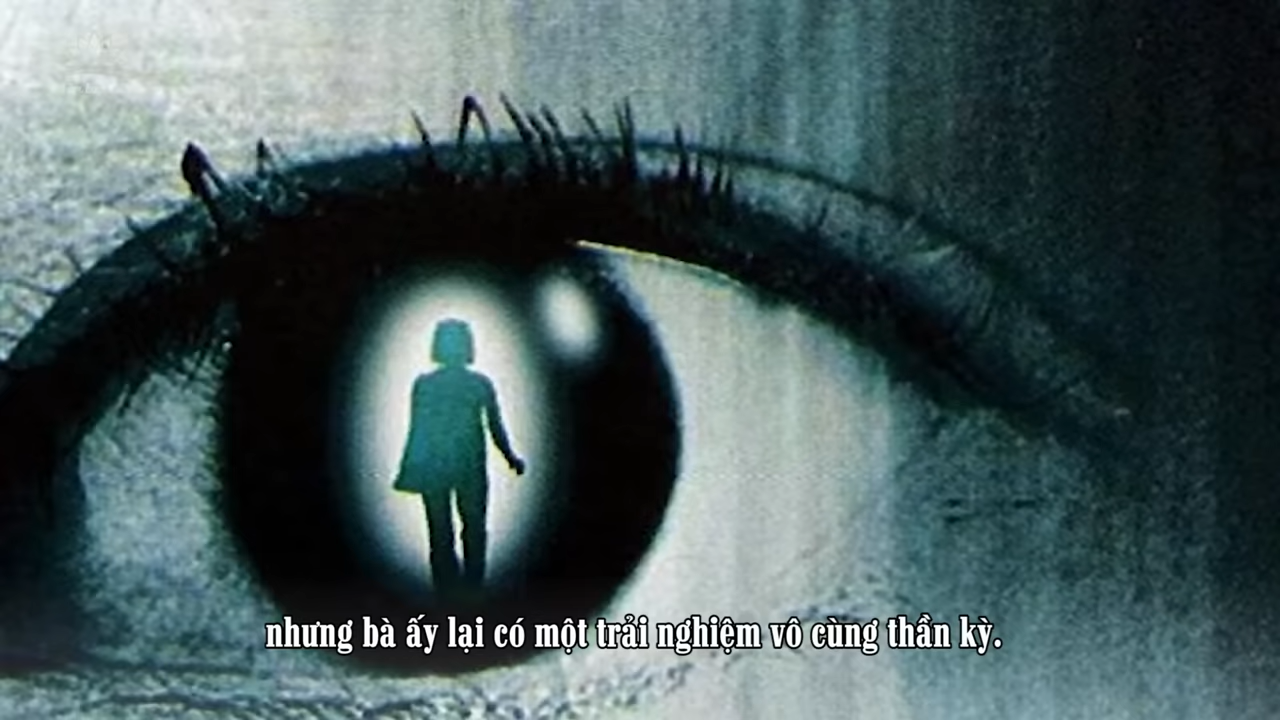 nhưng bà ấy lại có một trải nghiệm vô cùng thần kỳ.